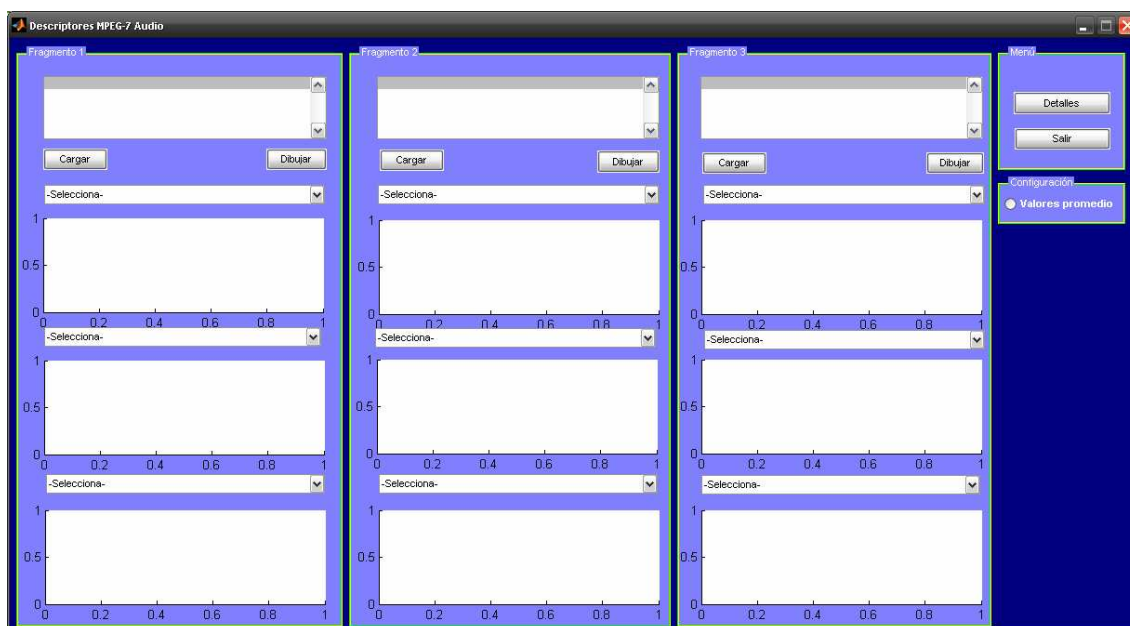 Descriptores MPEG-7 Audio
Fragmento 1
Cargar
Dibujar
-Selecciona-
1
0.5
0
0 0.2 0.4 0.6 0.8 1
-Selecciona-
1
0.5
0
0 0.2 0.4 0.6 0.8 1
-Selecciona-
1
0.5
0
0 0.2 0.4 0.6 0.8 1
Fragmento 2
Cargar
Dibujar
-Selecciona-
1
0.5
0
0 0.2 0.4 0.6 0.8 1
-Selecciona-
1
0.5
0
0 0.2 0.4 0.6 0.8 1
-Selecciona-
1
0.5
0
0 0.2 0.4 0.6 0.8 1
Fragmento 3
Cargar
Dibujar
-Selecciona-
1
0.5
0
0 0.2 0.4 0.6 0.8 1
-Selecciona-
1
0.5
0
0 0.2 0.4 0.6 0.8 1
-Selecciona-
1
0.5
0
0 0.2 0.4 0.6 0.8 1
Menú
Detalles
Salir
Configuración
Valores promedio